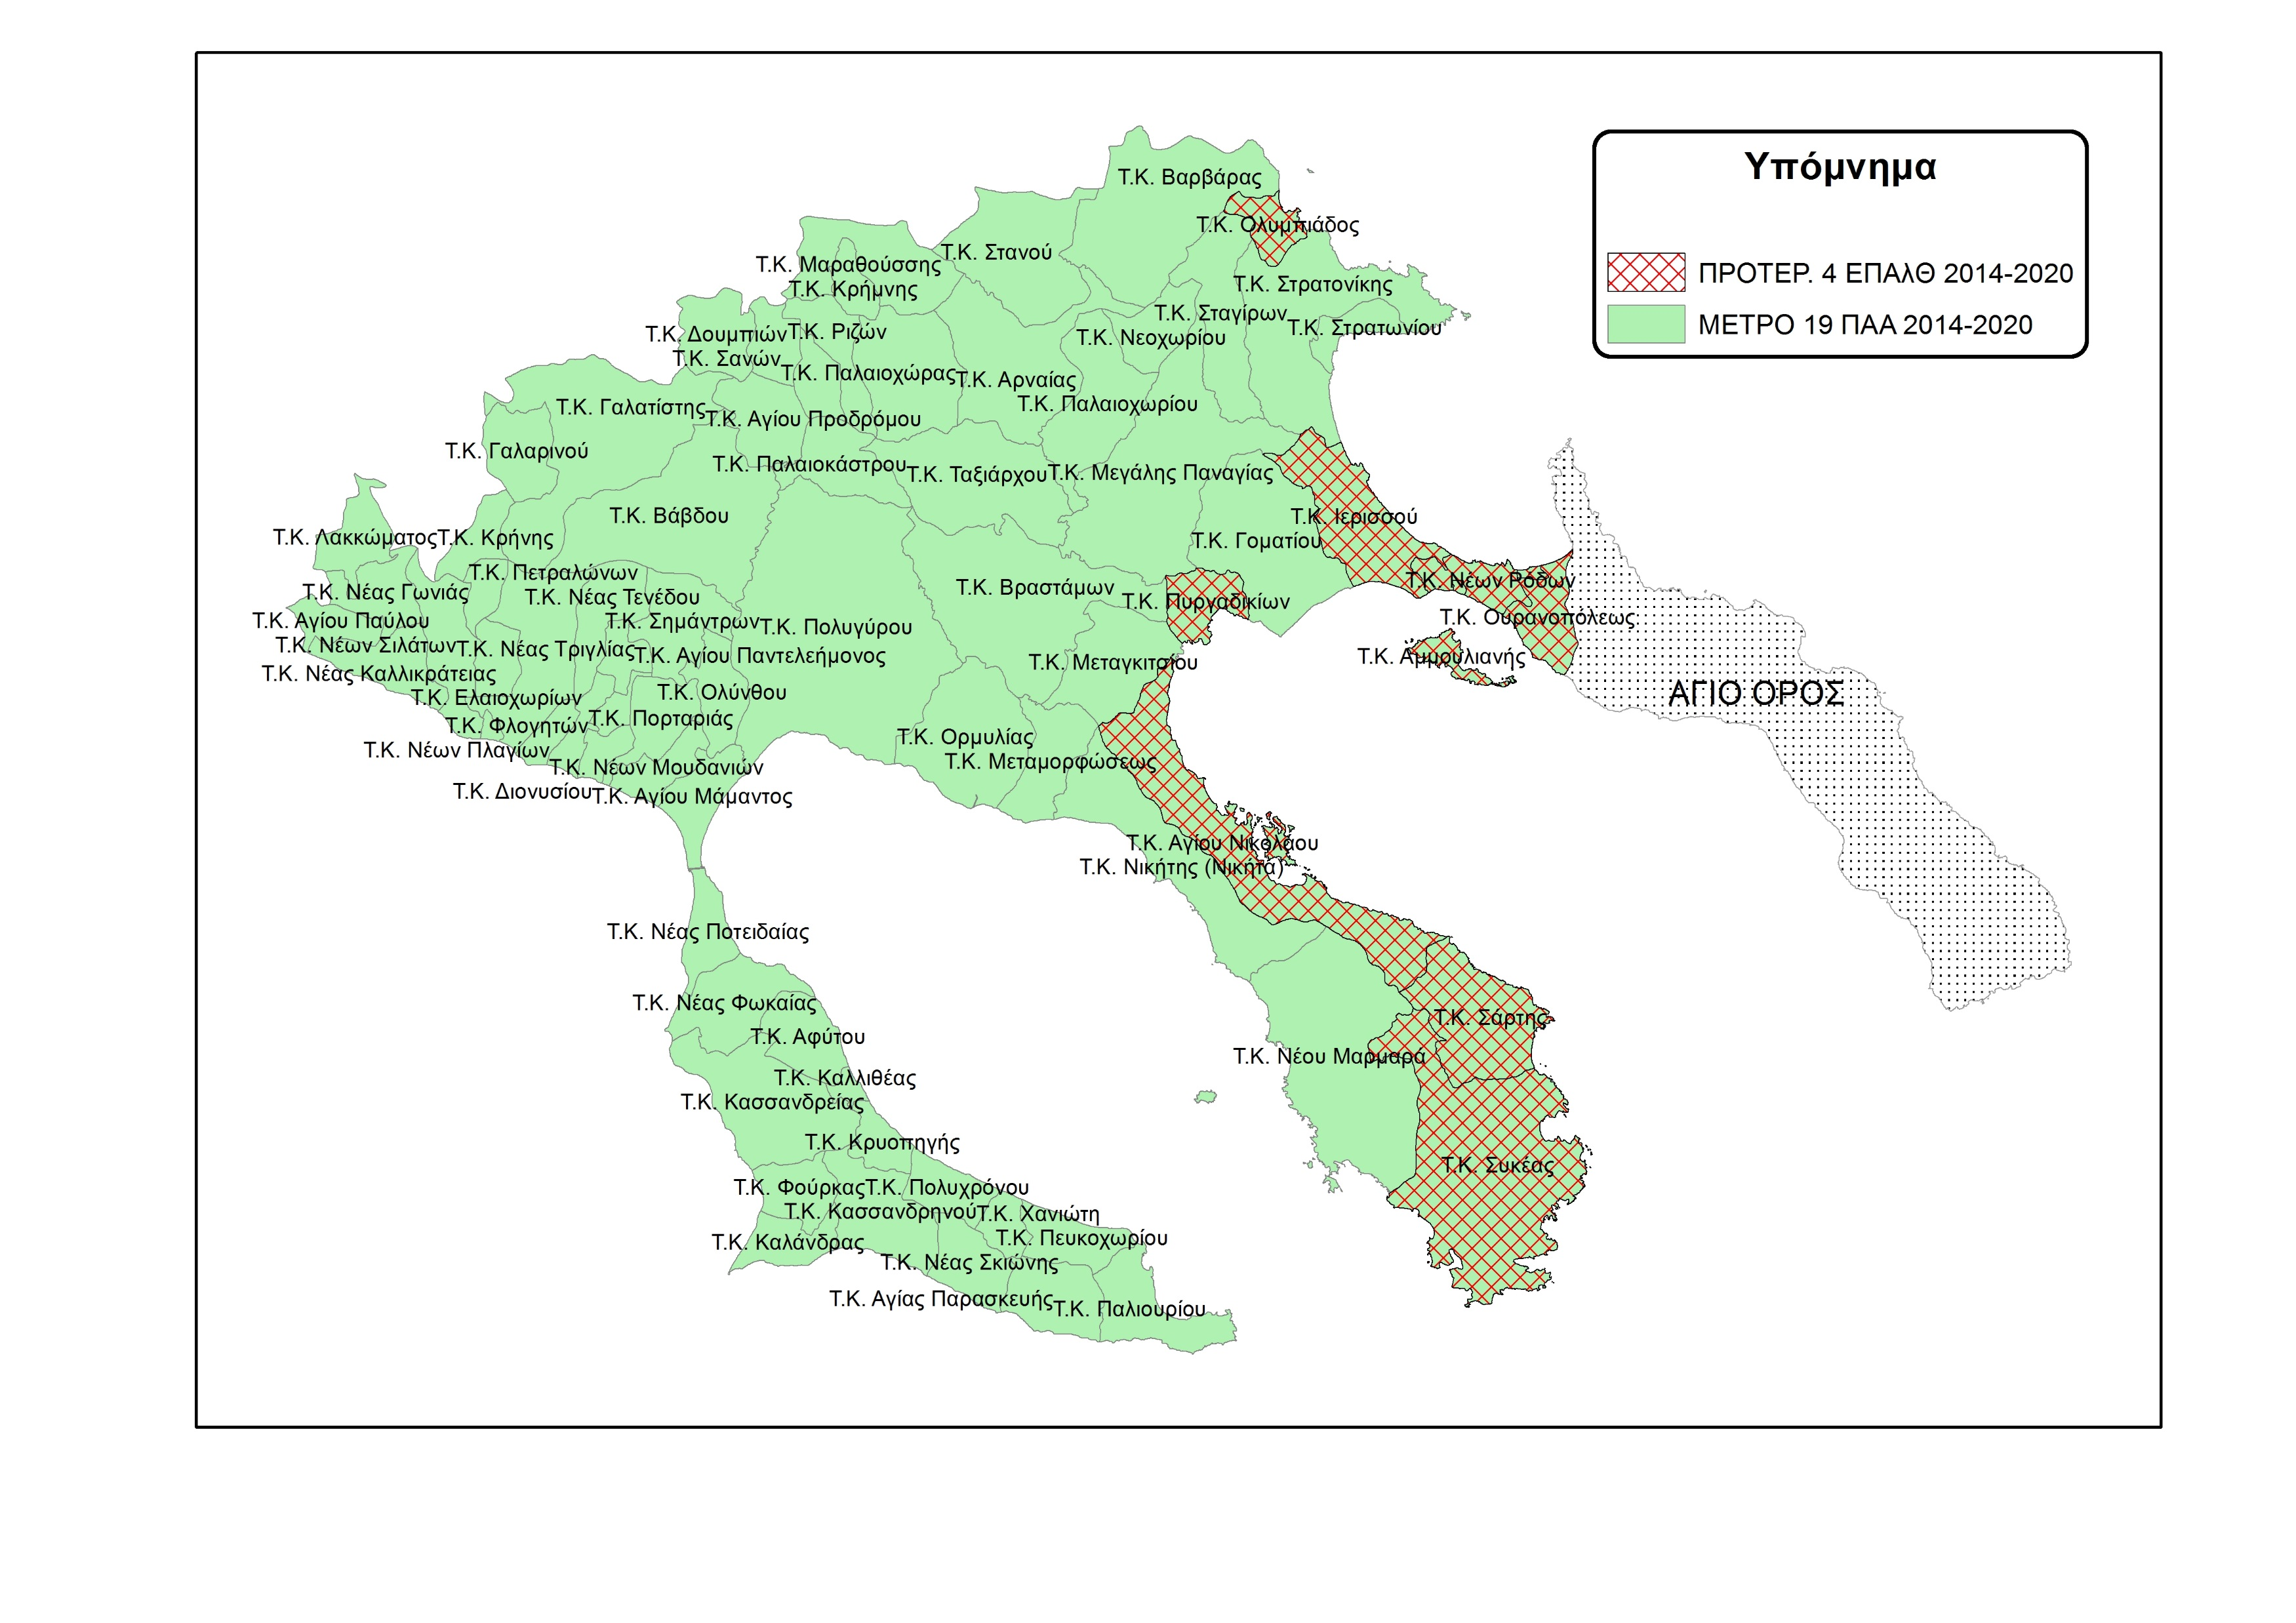 Υπόμνημα
ΠΡΟΤΕΡ. 4 ΕΠΑλΘ 2014-2020
ΜΕΤΡΟ 19 ΠΑΑ 2014-2020
Τ.Κ. Βαρβάρας
Τ.Κ. Ολυμπιάδος
Τ.Κ. Στανού
Τ.Κ. Μαραθούσσης
Τ.Κ. Κρήμνης
Τ.Κ. Στρατονίκης
Τ.Κ. Σταγίρων
Τ.Κ. Στρατωνίου
Τ.Κ. Νεοχωρίου
Τ.Κ. Δουμπιών
Τ.Κ. Ριζών
Τ.Κ. Σανών
Τ.Κ. Παλαιοχώρας
Τ.Κ. Αρναίας
Τ.Κ. Παλαιοχωρίου
Τ.Κ. Γαλατίστης
Τ.Κ. Αγίου Προδρόμου
Τ.Κ. Γαλαρινού
Τ.Κ. Παλαιοκάστρου
Τ.Κ. Ταξιάρχου
Τ.Κ. Μεγάλης Παναγίας
Τ.Κ. Βάβδου
Τ.Κ. Ιερισσού
Τ.Κ. Λακκώματος
Τ.Κ. Κρήνης
Τ.Κ. Γοματίου
Τ.Κ. Πετραλώνων
Τ.Κ. Νέων Ρόδων
Τ.Κ. Νέας Γωνιάς
Τ.Κ. Νέας Τενέδου
Τ.Κ. Βραστάμων
Τ.Κ. Πυργαδικίων
Τ.Κ. Αγίου Παύλου
Τ.Κ. Σημάντρων
Τ.Κ. Πολυγύρου
Τ.Κ. Ουρανοπόλεως
Τ.Κ. Νέων Σιλάτων
Τ.Κ. Νέας Τριγλίας
Τ.Κ. Αγίου Παντελεήμονος
Τ.Κ. Μεταγκιτσίου
Τ.Κ. Αμμουλιανής
Τ.Κ. Νέας Καλλικράτειας
Τ.Κ. Ελαιοχωρίων
Τ.Κ. Ολύνθου
ΑΓΙΟ ΟΡΟΣ
Τ.Κ. Φλογητών
Τ.Κ. Πορταριάς
Τ.Κ. Ορμυλίας
Τ.Κ. Νέων Πλαγίων
Τ.Κ. Μεταμορφώσεως
Τ.Κ. Νέων Μουδανιών
Τ.Κ. Διονυσίου
Τ.Κ. Αγίου Μάμαντος
Τ.Κ. Αγίου Νικολάου
Τ.Κ. Νικήτης (Νικήτα)
Τ.Κ. Νέας Ποτειδαίας
Τ.Κ. Νέας Φωκαίας
Τ.Κ. Σάρτης
Τ.Κ. Αφύτου
Τ.Κ. Νέου Μαρμαρά
Τ.Κ. Καλλιθέας
Τ.Κ. Κασσανδρείας
Τ.Κ. Κρυοπηγής
Τ.Κ. Συκέας
Τ.Κ. Φούρκας
Τ.Κ. Πολυχρόνου
Τ.Κ. Κασσανδρηνού
Τ.Κ. Χανιώτη
Τ.Κ. Πευκοχωρίου
Τ.Κ. Καλάνδρας
Τ.Κ. Νέας Σκιώνης
Τ.Κ. Αγίας Παρασκευής
Τ.Κ. Παλιουρίου